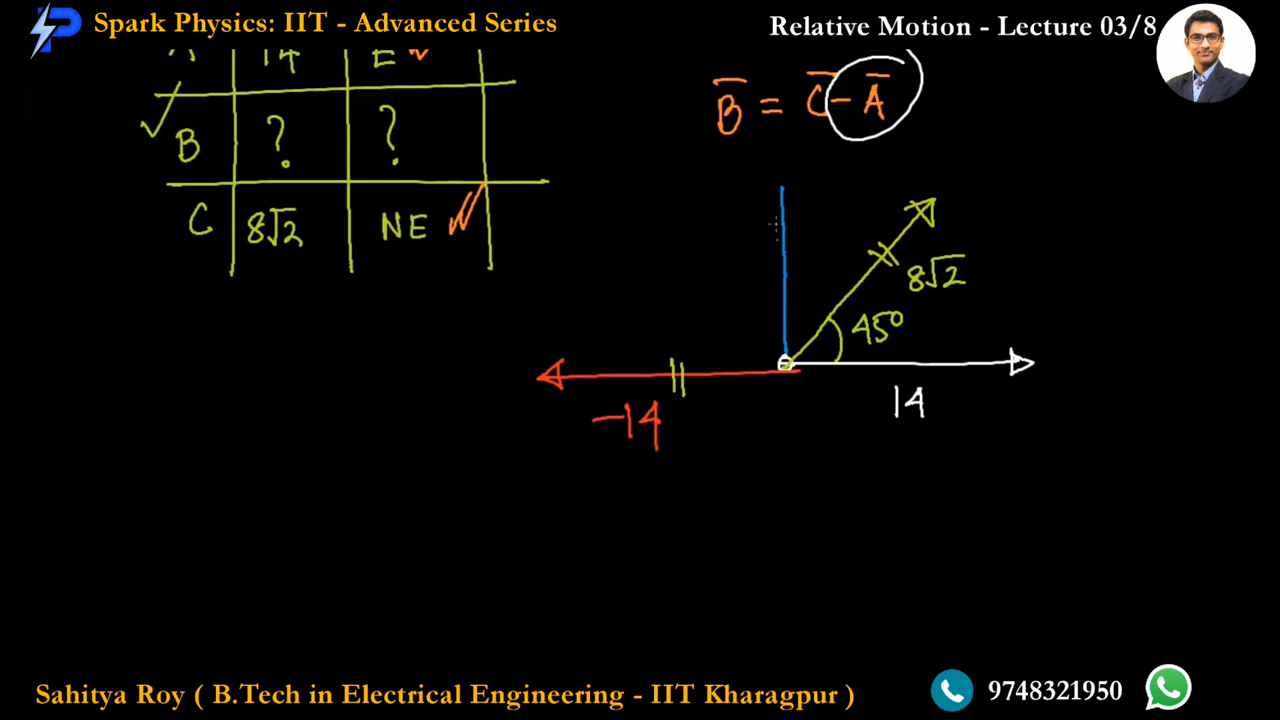 Spark Physics: IIT - Advanced Series
Relative Motion - Lecture 03/8
14 E
B ? ?
C 8√2 NE
B̅ = C̅ - A̅
8√2
45°
14
-14
Sahitya Roy ( B.Tech in Electrical Engineering - IIT Kharagpur )
9748321950